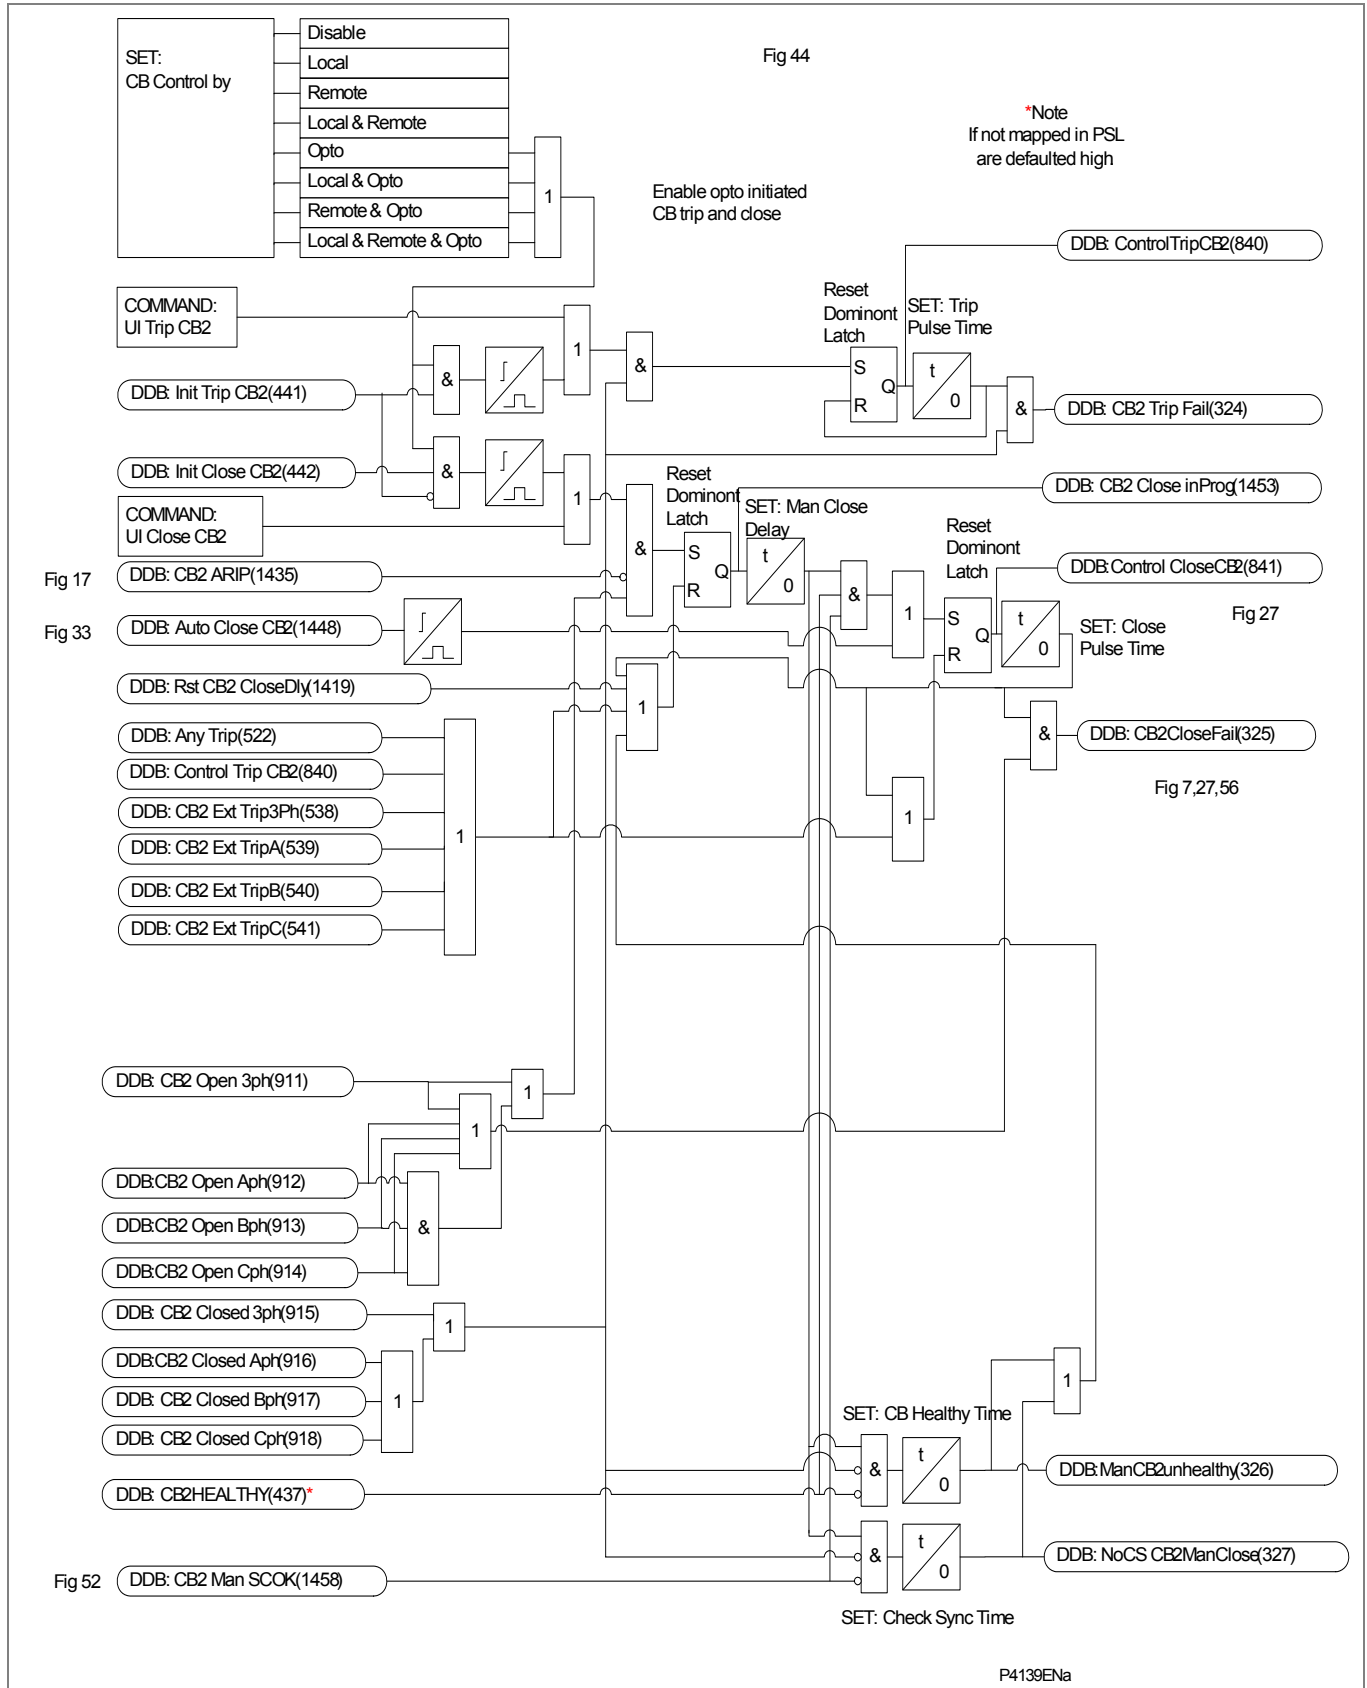 SET:
CB Control by
Disable
Local
Remote
Local & Remote
Opto
Local & Opto
Remote & Opto
Local & Remote & Opto
1
Fig 44
*Note
If not mapped in PSL
are defaulted high
Enable opto initiated
CB trip and close
DDB: ControlTripCB2(840)
COMMAND:
UI Trip CB2
Reset
Dominont
Latch
SET: Trip
Pulse Time
1
&
S
Q
R
t
0
&
DDB: Init Trip CB2(441)
&
DDB: CB2 Trip Fail(324)
DDB: Init Close CB2(442)
&
1
COMMAND:
UI Close CB2
Reset
Dominont
Latch
SET: Man Close
Delay
DDB: CB2 Close inProg(1453)
Reset
Dominont
Latch
&
S
Q
R
t
0
&
1
S
Q
R
t
0
DDB:Control CloseCB2(841)
Fig 17
DDB: CB2 ARIP(1435)
Fig 27
Fig 33
DDB: Auto Close CB2(1448)
SET: Close
Pulse Time
DDB: Rst CB2 CloseDly(1419)
1
DDB: Any Trip(522)
&
DDB: CB2CloseFail(325)
DDB: Control Trip CB2(840)
Fig 7,27,56
DDB: CB2 Ext Trip3Ph(538)
1
DDB: CB2 Ext TripA(539)
1
DDB: CB2 Ext TripB(540)
DDB: CB2 Ext TripC(541)
DDB: CB2 Open 3ph(911)
1
1
DDB:CB2 Open Aph(912)
DDB:CB2 Open Bph(913)
&
DDB:CB2 Open Cph(914)
DDB: CB2 Closed 3ph(915)
1
DDB:CB2 Closed Aph(916)
DDB: CB2 Closed Bph(917)
1
DDB: CB2 Closed Cph(918)
1
SET: CB Healthy Time
&
t
0
DDB:ManCB2unhealthy(326)
DDB: CB2HEALTHY(437)*
&
t
0
DDB: NoCS CB2ManClose(327)
Fig 52
DDB: CB2 Man SCOK(1458)
SET: Check Sync Time
P4139ENa